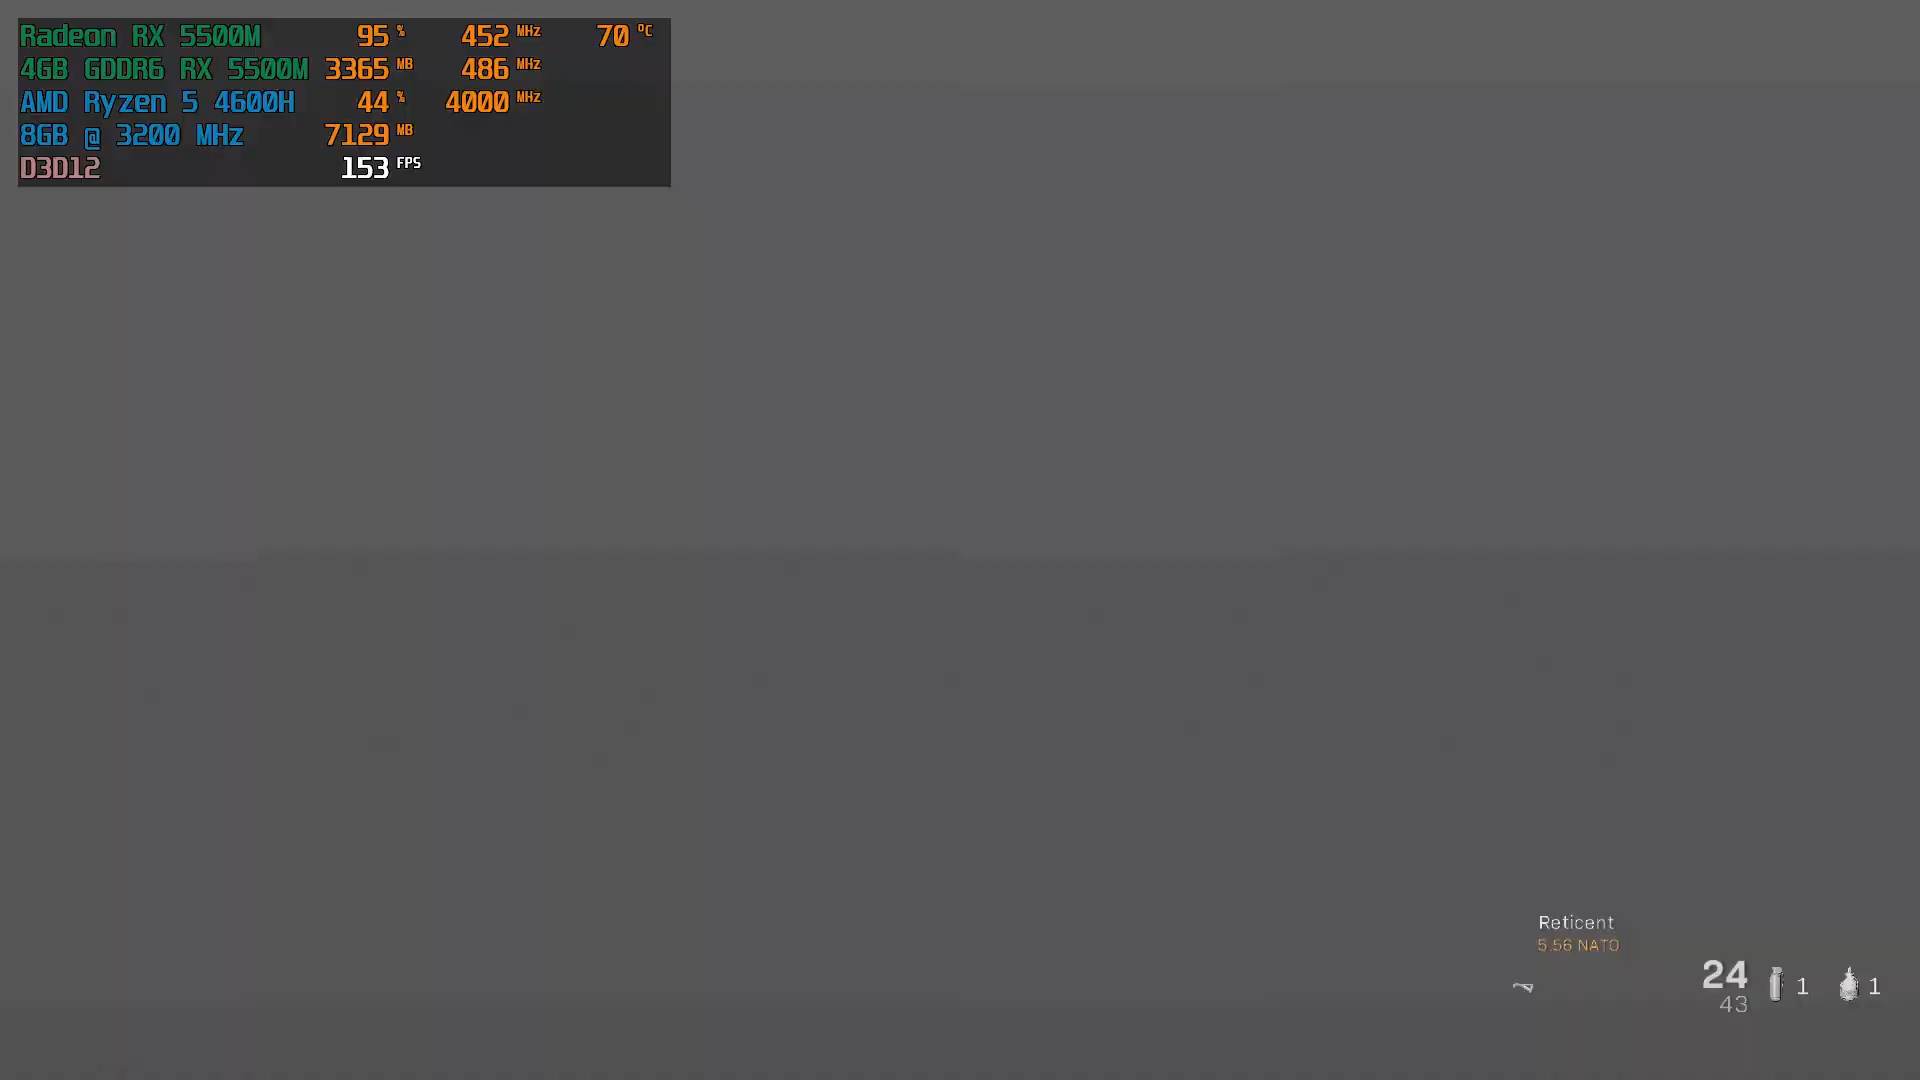 Radeon RX 5500M 95 % 452 MHz 70 °C
4GB GDDR6 RX 5500M 3365 MB 486 MHz
AMD Ryzen 5 4600H 44 % 4000 MHz
8GB @ 3200 MHz 7129 MB
D3D12 153 FPS
Reticent
5.56 NATO
24 1 1
43